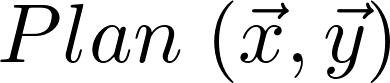 Plan (x⃗, y⃗)